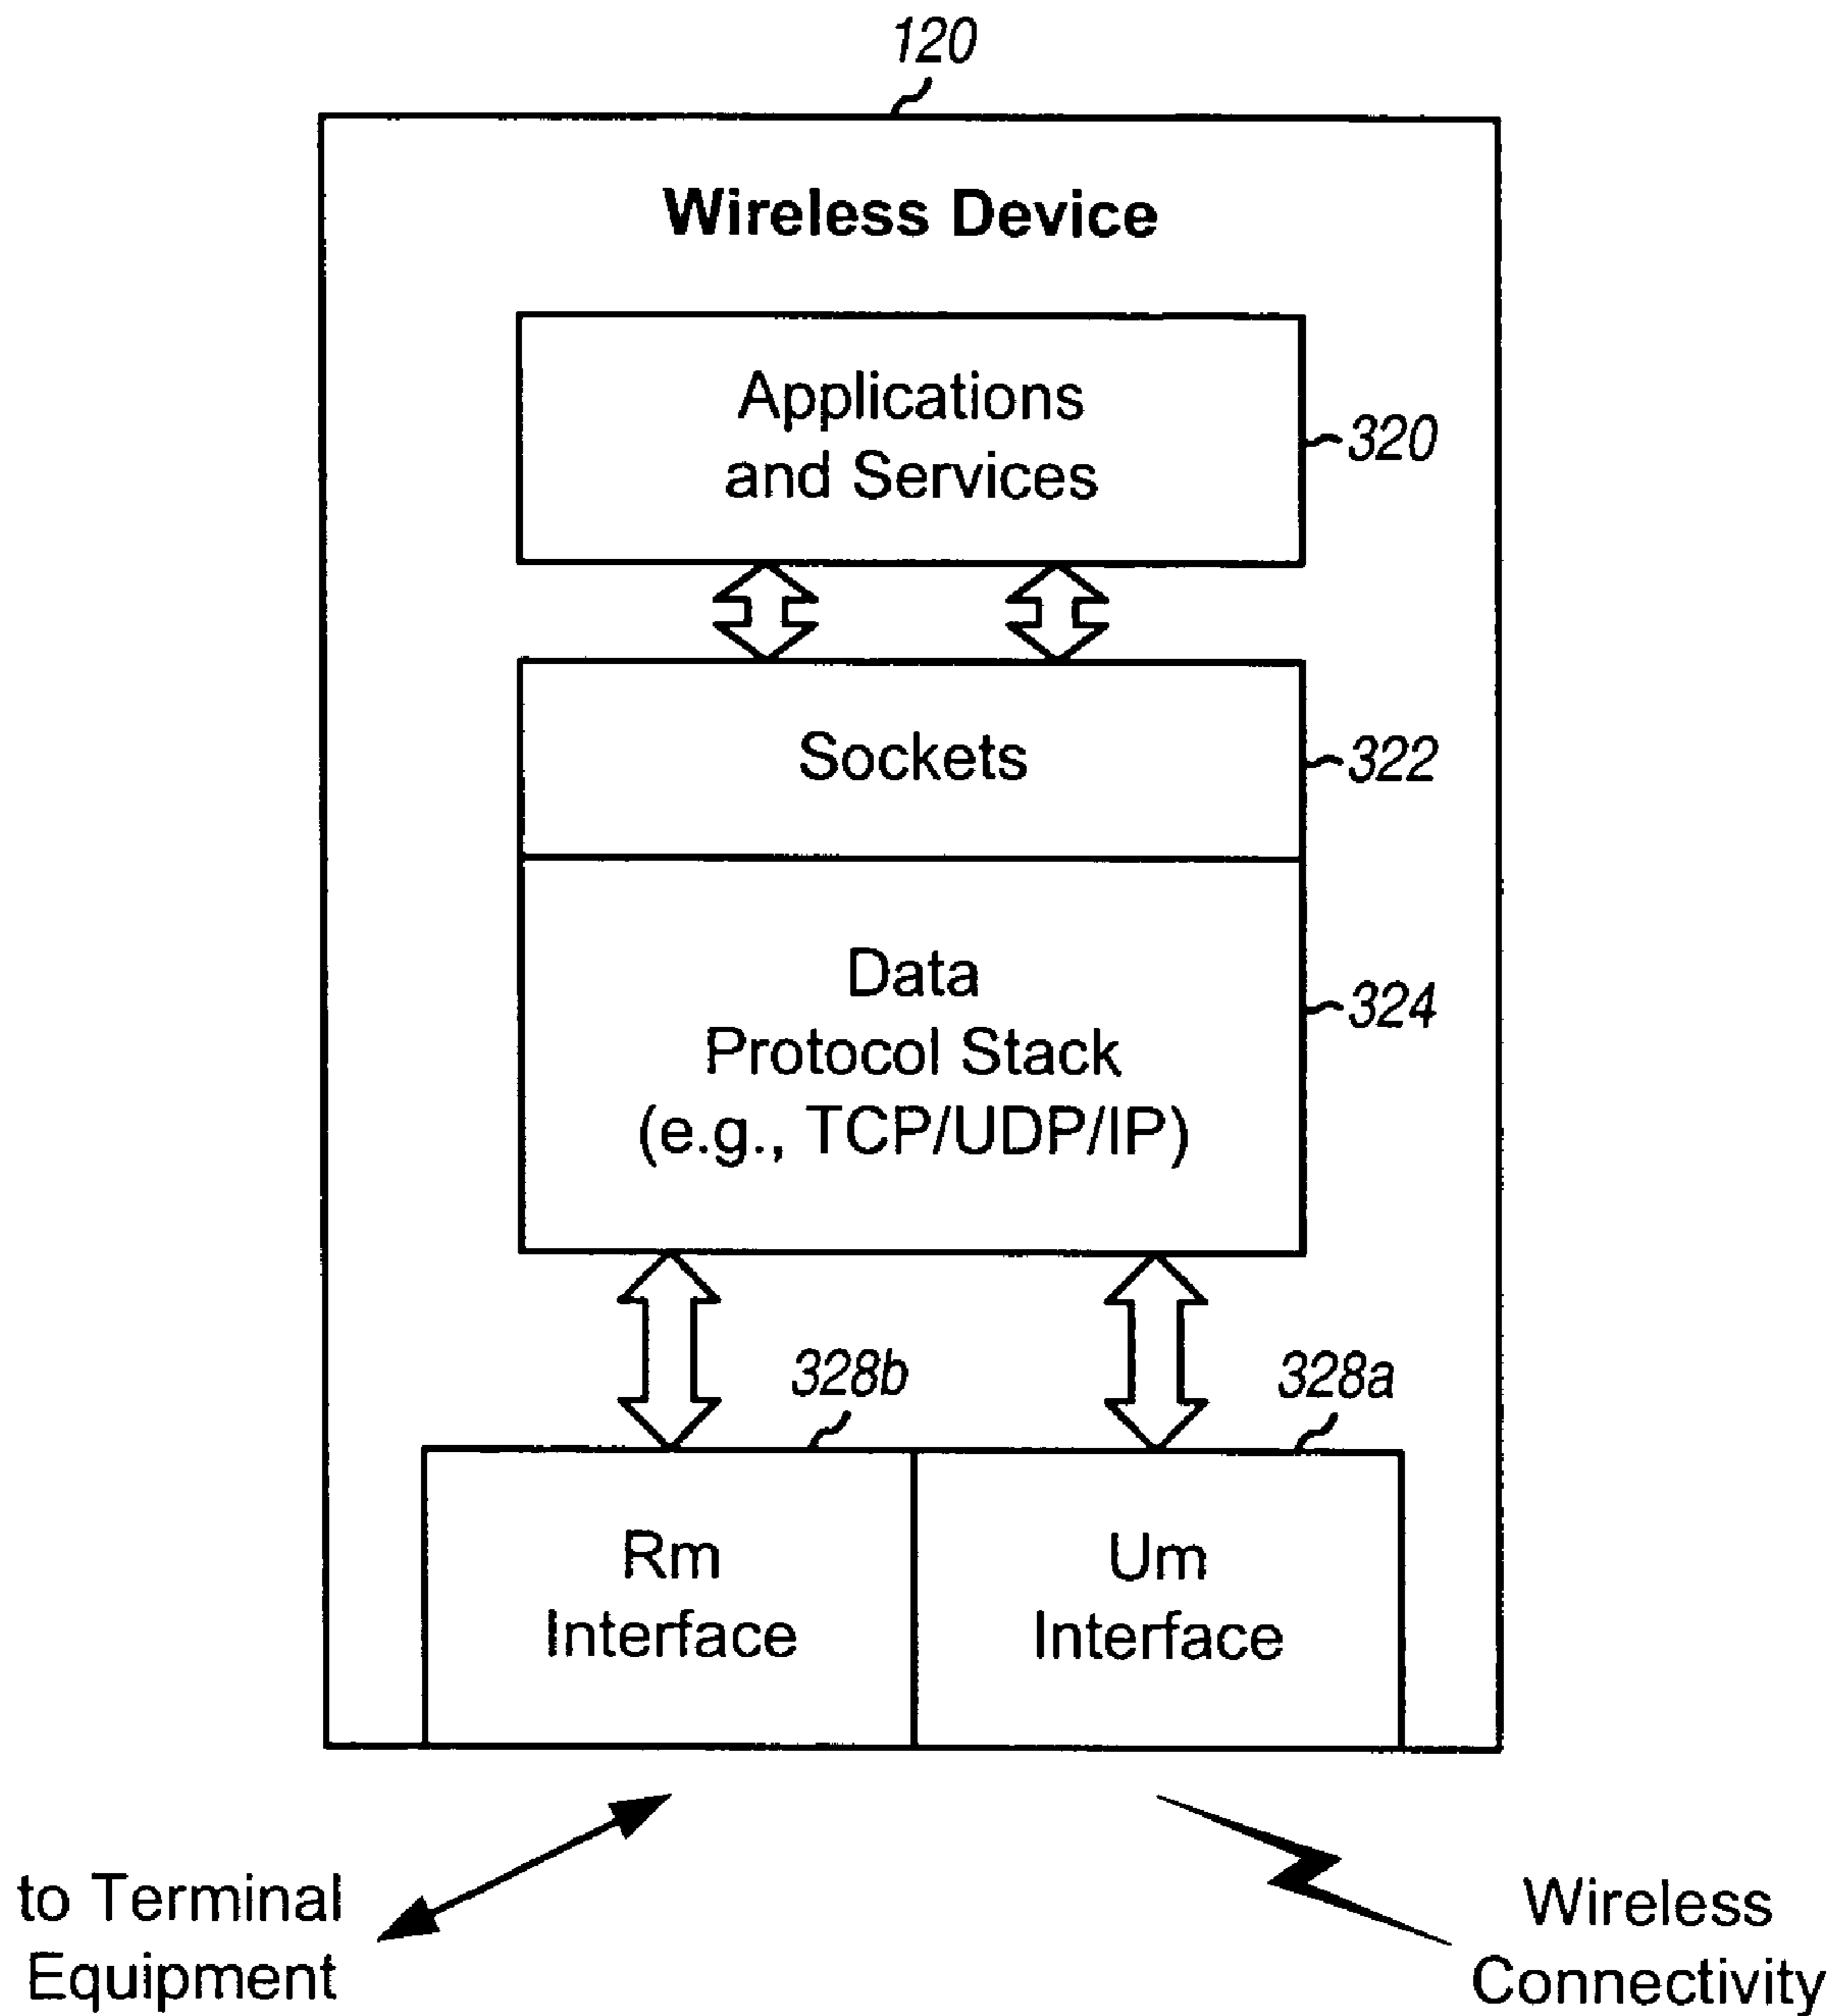 120
Wireless Device
Applications
and Services
320
Sockets
322
Data
Protocol Stack
(e.g., TCP/UDP/IP)
324
328b
328a
Rm
Interface
Um
Interface
to Terminal
Equipment
Wireless
Connectivity